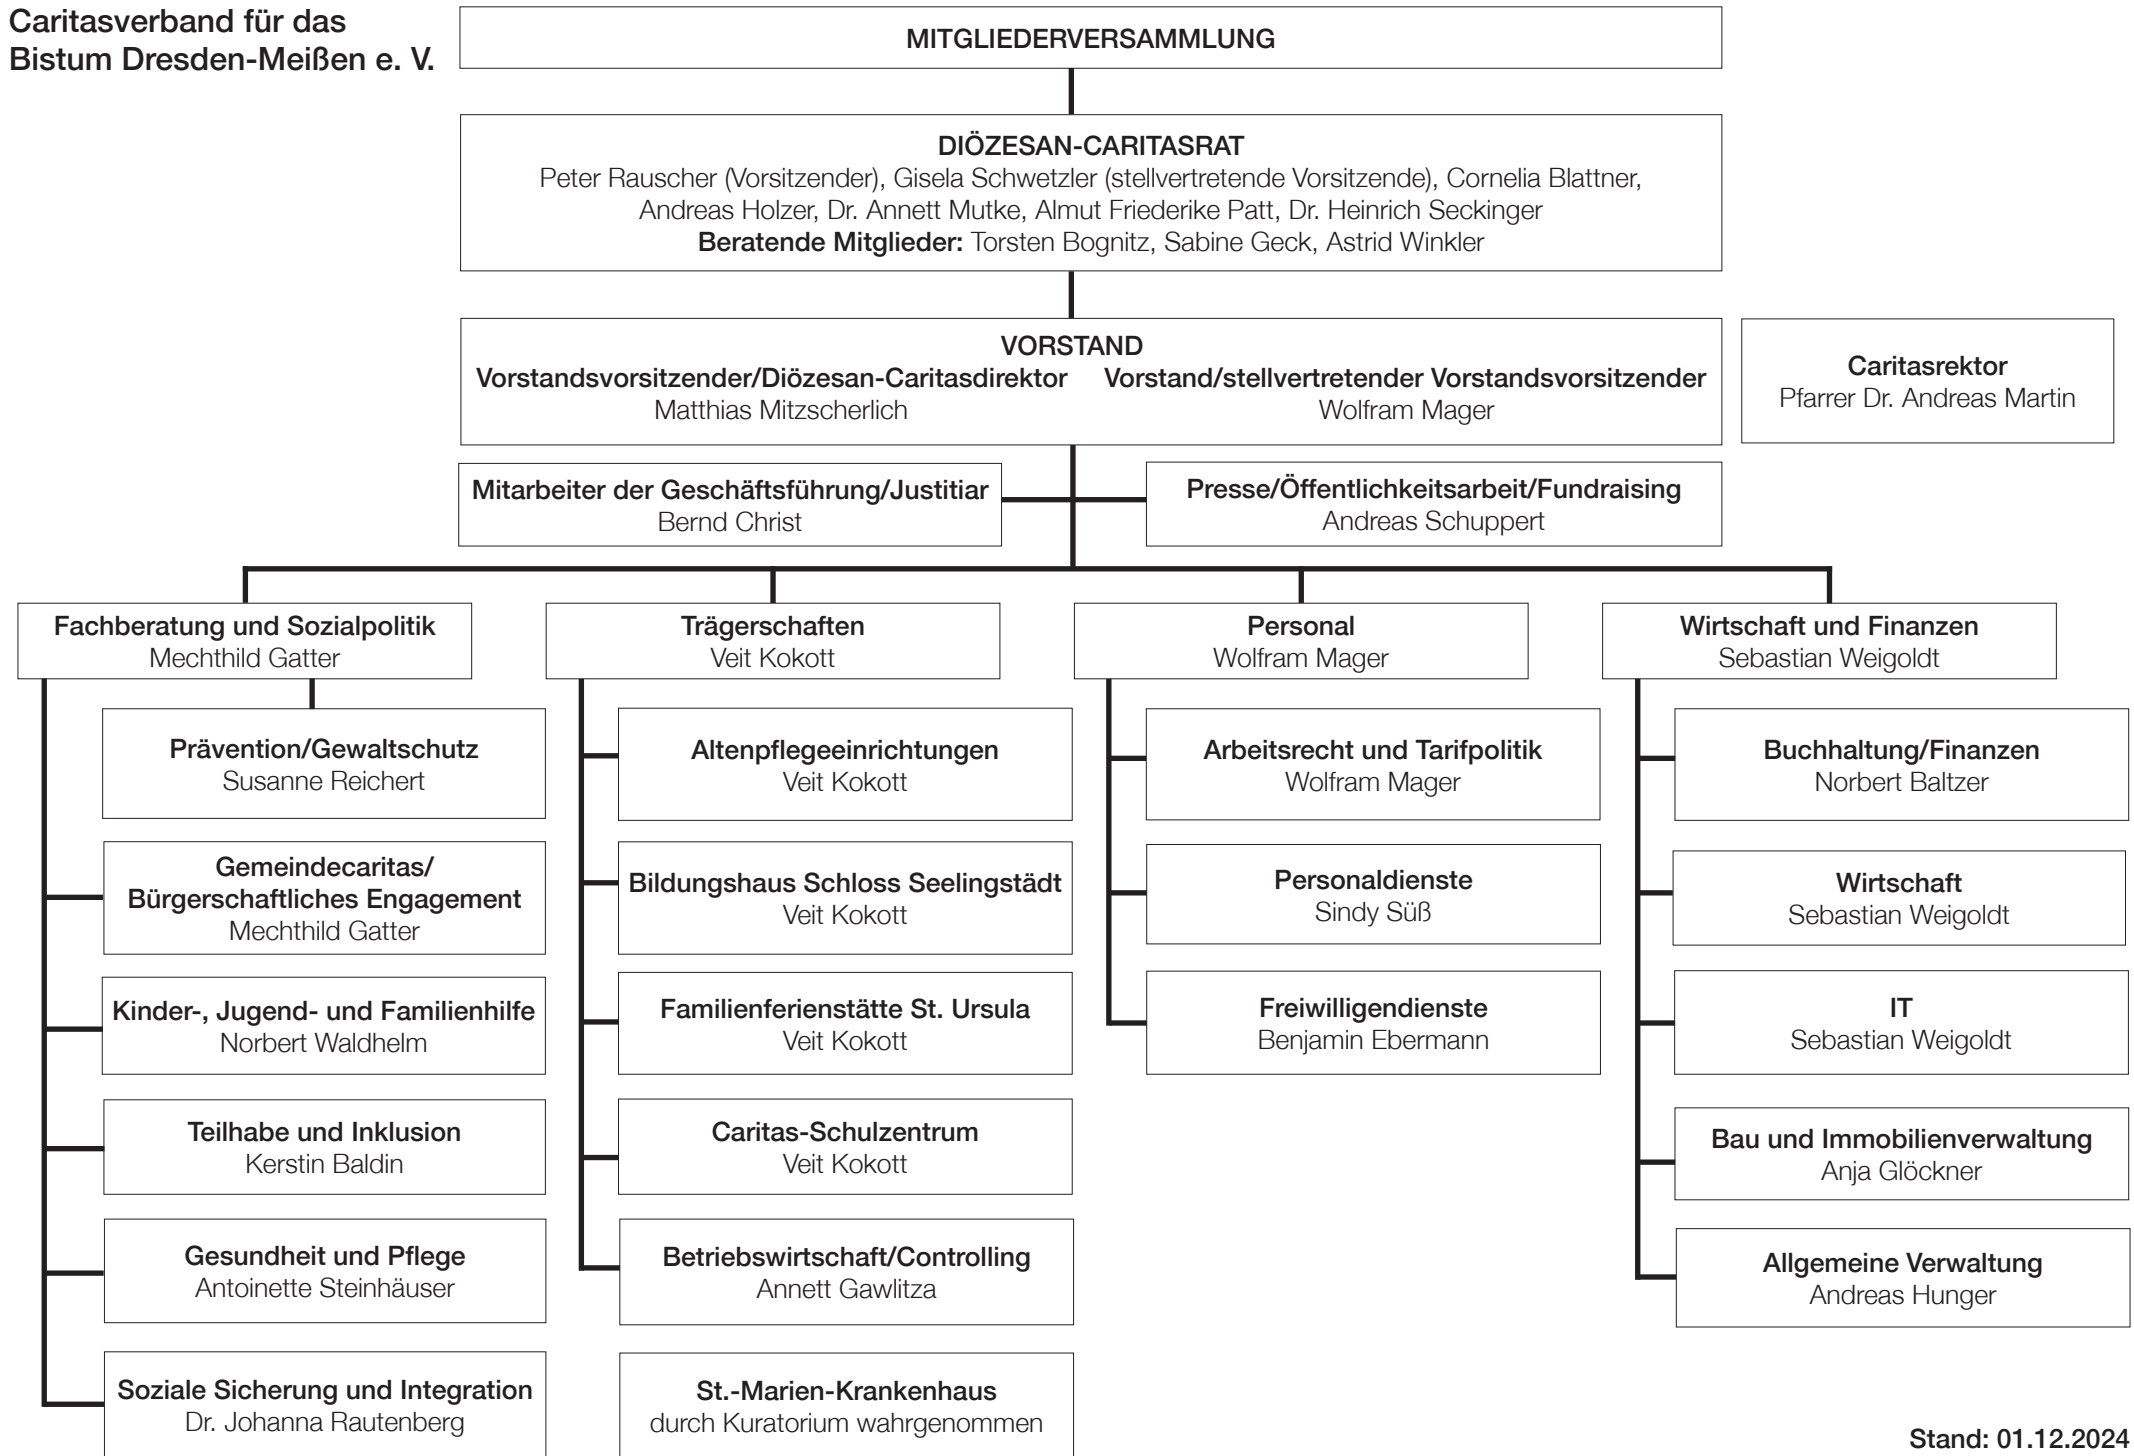 Caritasverband für das
Bistum Dresden-Meißen e. V.
MITGLIEDERVERSAMMLUNG
DIÖZESAN-CARITASRAT
Peter Rauscher (Vorsitzender), Gisela Schwetzler (stellvertretende Vorsitzende), Cornelia Blattner,
Andreas Holzer, Dr. Annett Mutke, Almut Friederike Patt, Dr. Heinrich Seckinger
Beratende Mitglieder: Torsten Bognitz, Sabine Geck, Astrid Winkler
VORSTAND
Vorstandsvorsitzender/Diözesan-Caritasdirektor
Matthias Mitzscherlich
Vorstand/stellvertretender Vorstandsvorsitzender
Wolfram Mager
Caritasrektor
Pfarrer Dr. Andreas Martin
Mitarbeiter der Geschäftsführung/Justitiar
Bernd Christ
Presse/Öffentlichkeitsarbeit/Fundraising
Andreas Schuppert
Fachberatung und Sozialpolitik
Mechthild Gatter
Prävention/Gewaltschutz
Susanne Reichert
Gemeindecaritas/
Bürgerschaftliches Engagement
Mechthild Gatter
Kinder-, Jugend- und Familienhilfe
Norbert Waldhelm
Teilhabe und Inklusion
Kerstin Baldin
Gesundheit und Pflege
Antoinette Steinhäuser
Soziale Sicherung und Integration
Dr. Johanna Rautenberg
Trägerschaften
Veit Kokott
Altenpflegeeinrichtungen
Veit Kokott
Bildungshaus Schloss Seelingstädt
Veit Kokott
Familienferienstätte St. Ursula
Veit Kokott
Caritas-Schulzentrum
Veit Kokott
Betriebswirtschaft/Controlling
Annett Gawlitza
St.-Marien-Krankenhaus
durch Kuratorium wahrgenommen
Personal
Wolfram Mager
Arbeitsrecht und Tarifpolitik
Wolfram Mager
Personaldienste
Sindy Süß
Freiwilligendienste
Benjamin Ebermann
Wirtschaft und Finanzen
Sebastian Weigoldt
Buchhaltung/Finanzen
Norbert Baltzer
Wirtschaft
Sebastian Weigoldt
IT
Sebastian Weigoldt
Bau und Immobilienverwaltung
Anja Glöckner
Allgemeine Verwaltung
Andreas Hunger
Stand: 01.12.2024